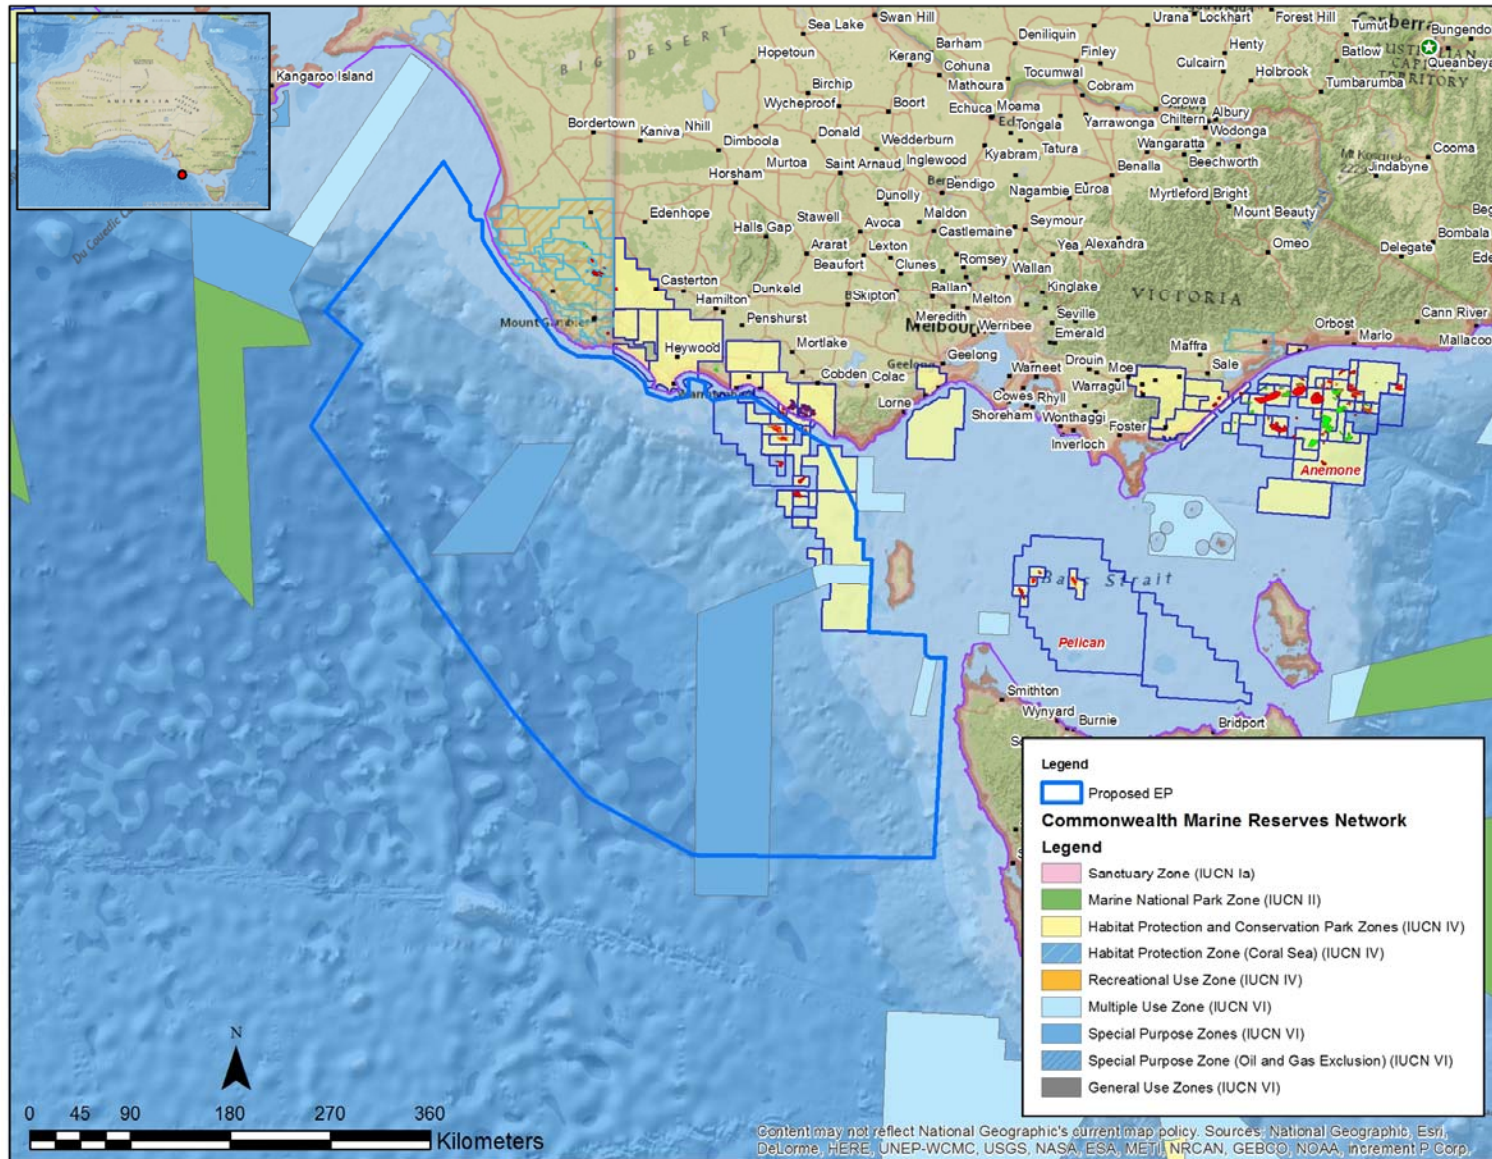 AUSTRALIA
Kangaroo Island
Sea Lake
Swan Hill
Urana
Lockhart
Forest Hill
Tumut
Bungendo
Hopetoun
Barham
Deniliquin
Finley
Henty
Batlow
Queanbeya
AUSTRALIAN
CAPITAL
TERRITORY
BIG DESERT
Kerang
Cohuna
Tocumwal
Culcairn
Holbrook
Tumbarumba
Birchip
Mathoura
Cobram
Wycheproof
Boort
Echuca
Moama
Corowa
Albury
Bordertown
Kaniva
Nhill
Donald
Wedderburn
Tongala
Yarrawonga
Chiltern
Wodonga
Dimboola
Kyabram
Tatura
Wangaratta
Beechworth
Cooma
Murtoa
Saint Arnaud
Inglewood
Benalla
Mt Kosciusko
Jindabyne
Horsham
Dunolly
Bendigo
Nagambie
Euroa
Myrtleford
Bright
Edenhope
Stawell
Maldon
Seymour
Mount Beauty
Halls Gap
Avoca
Castlemaine
Bombala
Ararat
Lexton
Yea
Alexandra
Omeo
Delegate
Beaufort
Clunes
Romsey
Wallan
Casterton
Dunkeld
Skipton
Ballan
Melton
Kinglake
VICTORIA
Hamilton
Penshurst
Meredith
Werribee
Seville
Cann River
Mount Gambier
Melbourne
Emerald
Orbost
Marlo
Heywood
Mortlake
Geelong
Geelong
Drouin
Moe
Maffra
Sale
Mallacoo
Cobden
Colac
Warneet
Warragul
Lorne
Cowes
Rhyll
Shoreham
Wonthaggi
Foster
Inverloch
Anemone
Bass Strait
Pelican
Smithton
Wynyard
Burnie
Bridport
Legend
Proposed EP
Commonwealth Marine Reserves Network
Legend
Sanctuary Zone (IUCN Ia)
Marine National Park Zone (IUCN II)
Habitat Protection and Conservation Park Zones (IUCN IV)
Habitat Protection Zone (Coral Sea) (IUCN IV)
Recreational Use Zone (IUCN IV)
Multiple Use Zone (IUCN VI)
Special Purpose Zones (IUCN VI)
Special Purpose Zone (Oil and Gas Exclusion) (IUCN VI)
General Use Zones (IUCN VI)
N
0 45 90 180 270 360
Kilometers
Content may not reflect National Geographic's current map policy. Sources: National Geographic, Esri,
DeLorme, HERE, UNEP-WCMC, USGS, NASA, ESA, METI, NRCAN, GEBCO, NOAA, increment P Corp.